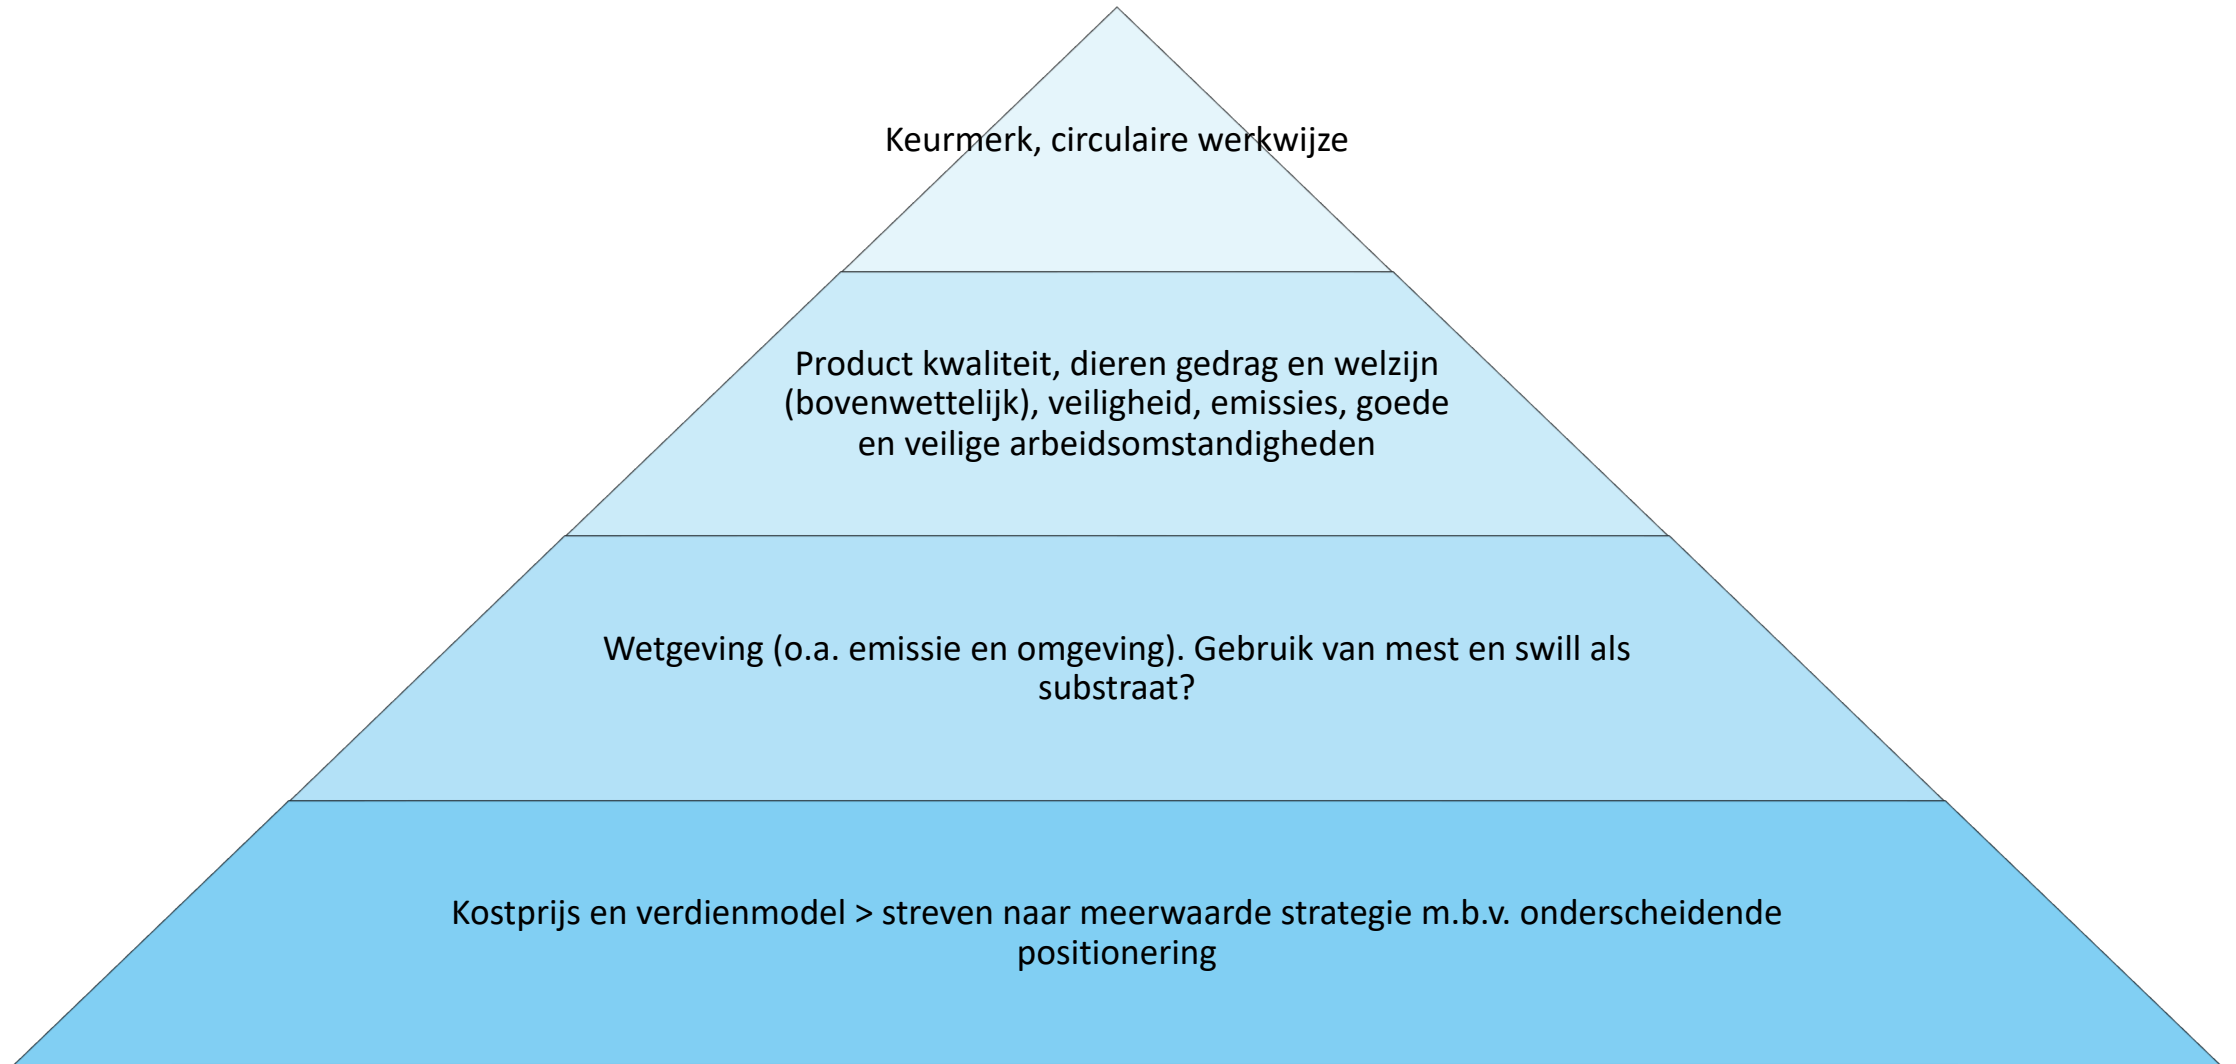 Keurmerk, circulaire werkwijze
Product kwaliteit, dieren gedrag en welzijn
(bovenwettelijk), veiligheid, emissies, goede
en veilige arbeidsomstandigheden
Wetgeving (o.a. emissie en omgeving). Gebruik van mest en swill als
substraat?
Kostprijs en verdienmodel > streven naar meerwaarde strategie m.b.v. onderscheidende
positionering